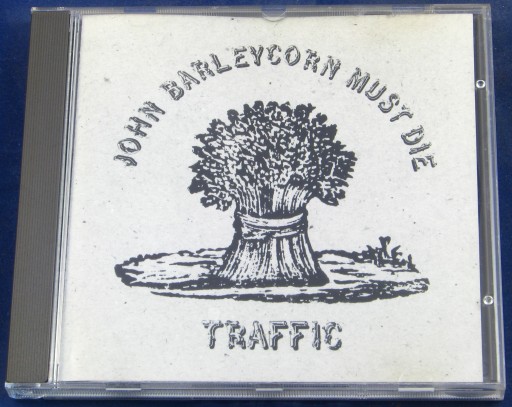 JOHN BARLEYCORN MUST DIE
TRAFFIC